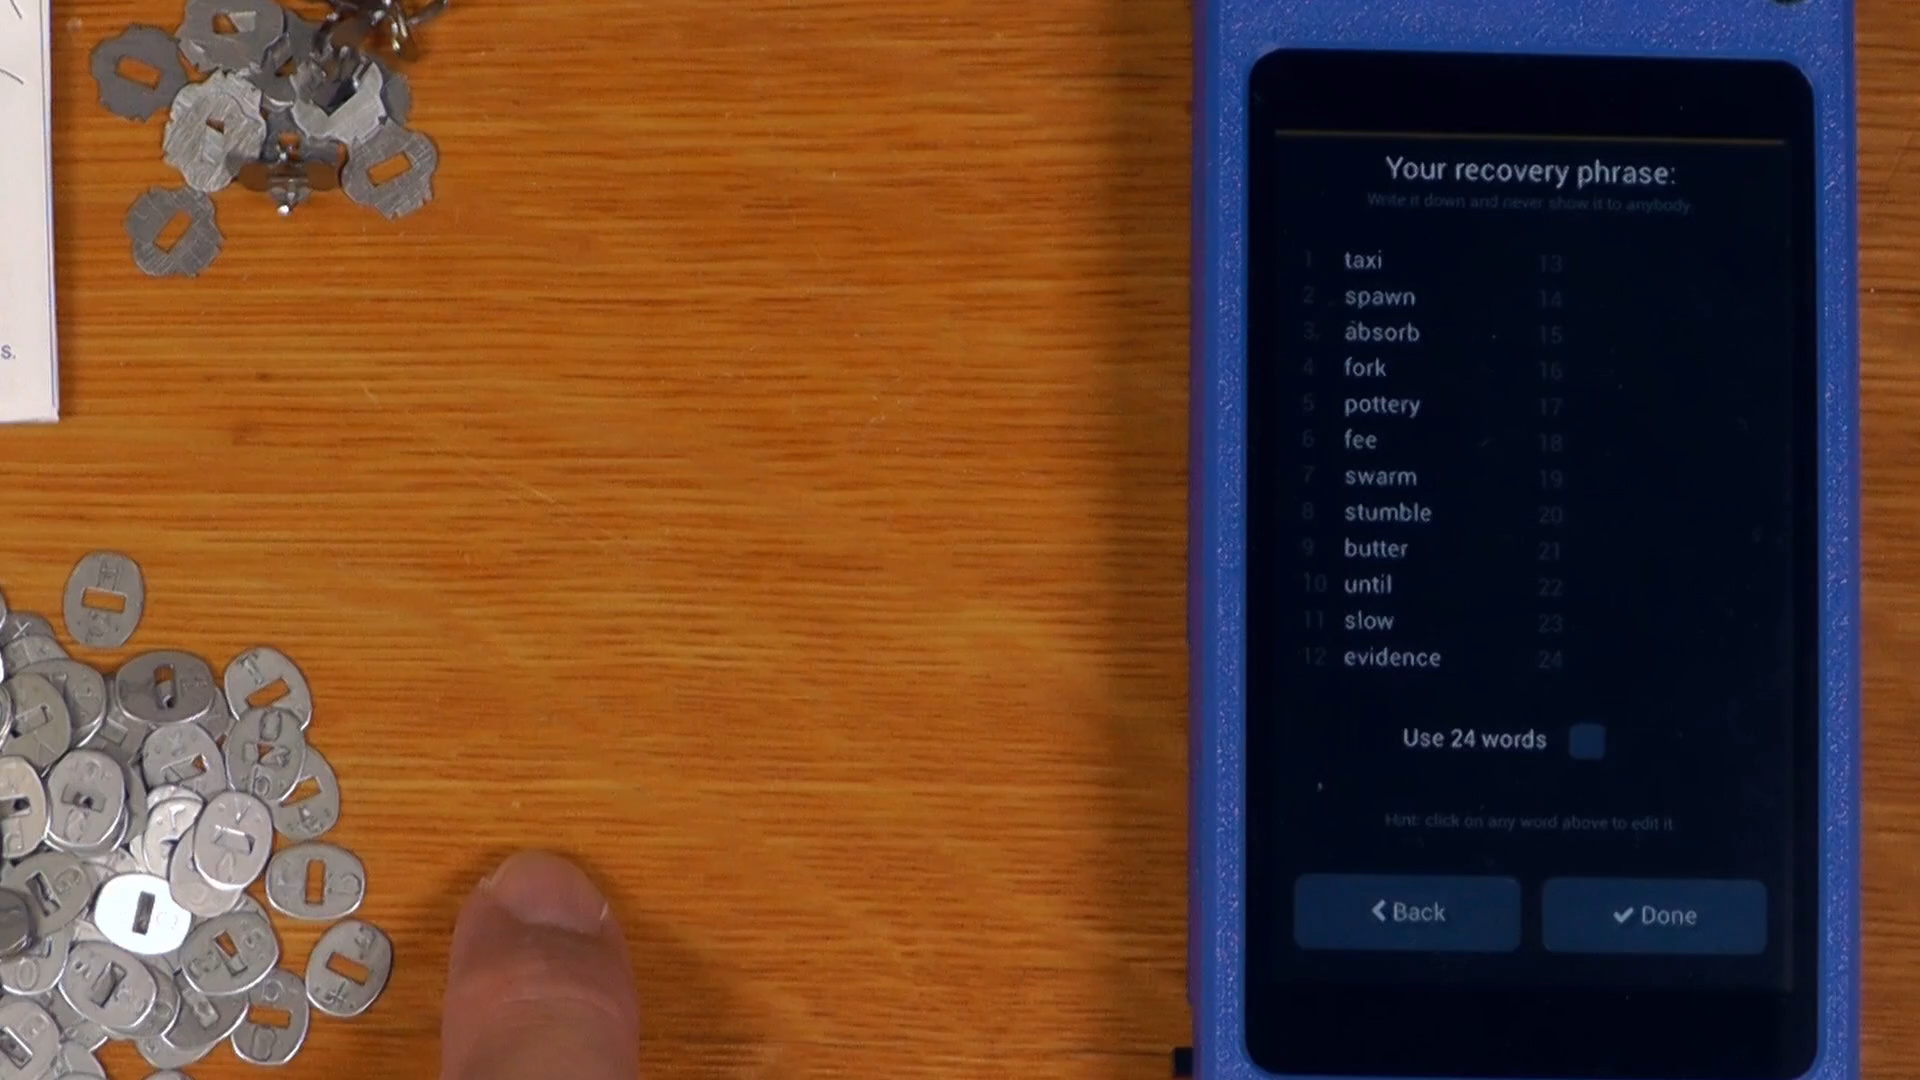 s.
Your recovery phrase:
Write it down and never show it to anybody
1 taxi 13
2 spawn 14
3 absorb 15
4 fork 16
5 pottery 17
6 fee 18
7 swarm 19
8 stumble 20
9 butter 21
10 until 22
11 slow 23
12 evidence 24
Use 24 words
Hint: click on any word above to edit it
Back
Done